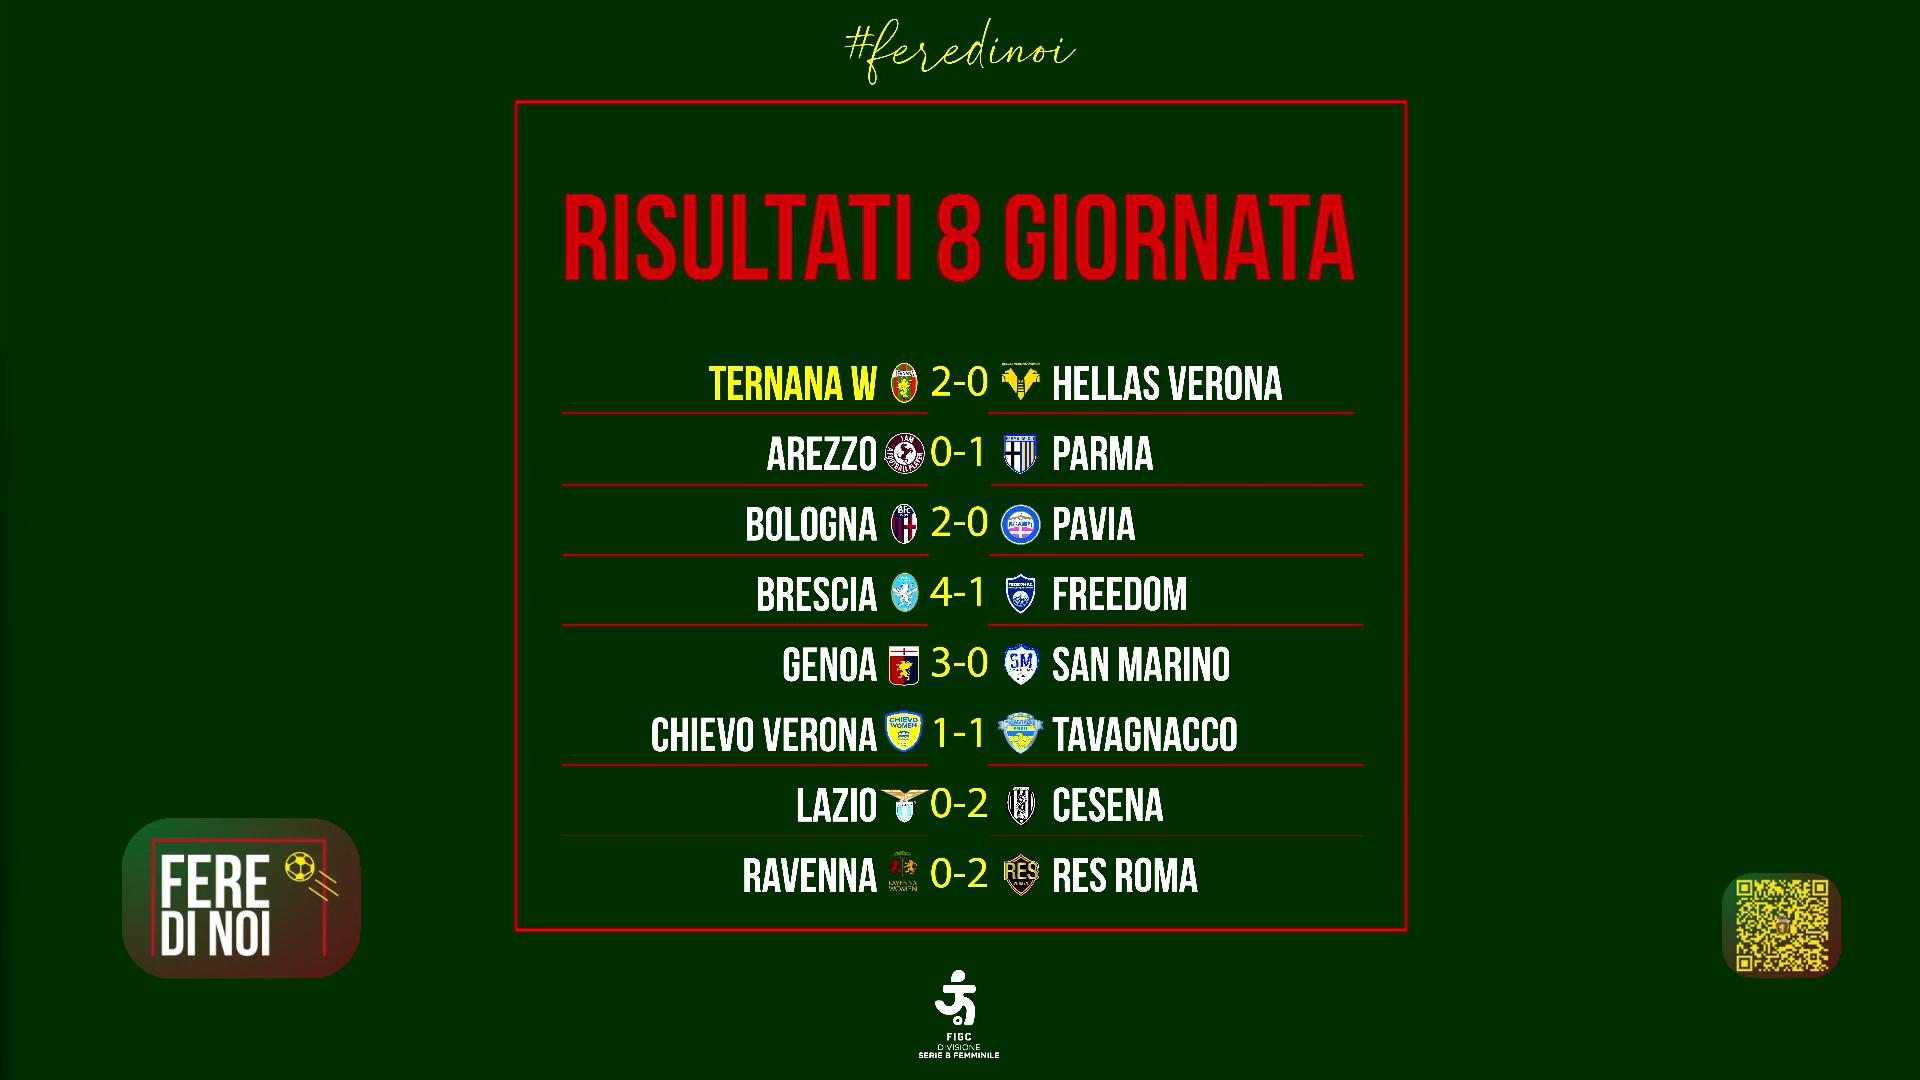 #feredinoi
RISULTATI 8 GIORNATA
TERNANA W 2-0 HELLAS VERONA
AREZZO 0-1 PARMA
BOLOGNA 2-0 PAVIA
BRESCIA 4-1 FREEDOM
GENOA 3-0 SAN MARINO
CHIEVO VERONA 1-1 TAVAGNACCO
LAZIO 0-2 CESENA
RAVENNA 0-2 RES ROMA
FERE
DI NOI
FIGC
DIVISIONE
SERIE B FEMMINILE